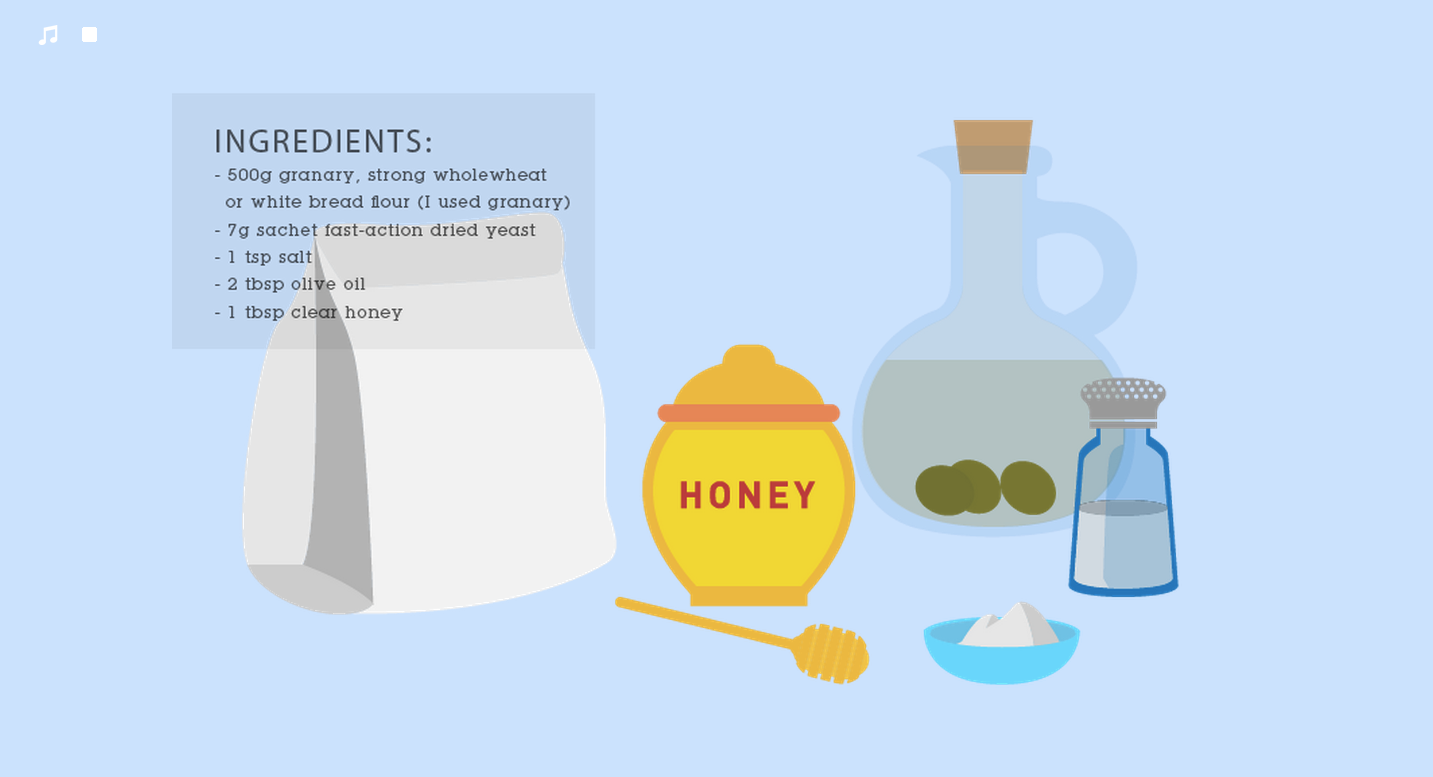 INGREDIENTS:
- 500g granary, strong wholewheat
or white bread flour (I used granary)
- 7g sachet fast-action dried yeast
- 1 tsp salt
- 2 tbsp olive oil
- 1 tbsp clear honey
HONEY